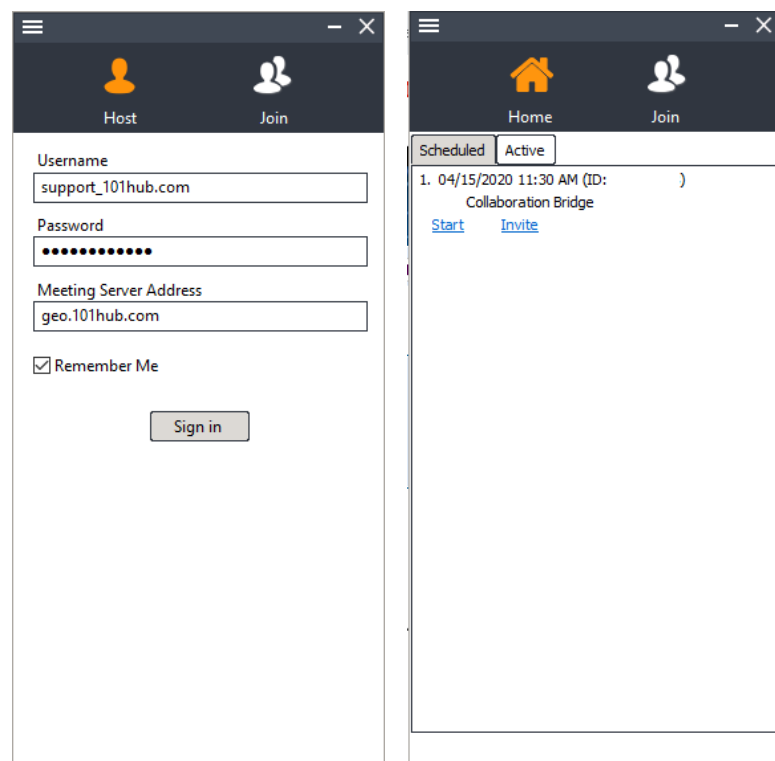 Host Join
Username
support_101hub.com
Password
Meeting Server Address
geo.101hub.com
Remember Me
Sign in
Home Join
Scheduled Active
1. 04/15/2020 11:30 AM (ID: )
Collaboration Bridge
Start Invite